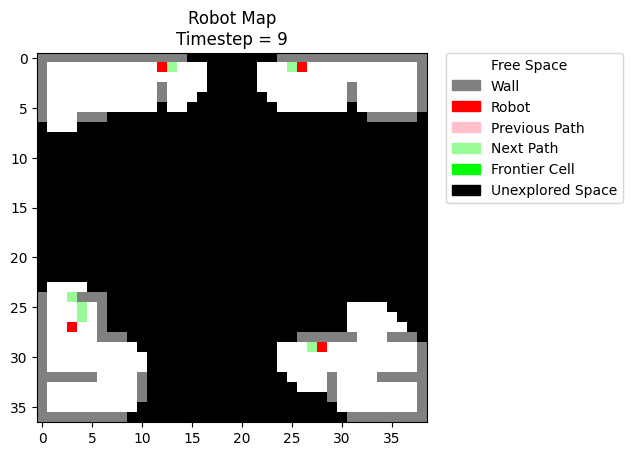 Robot Map
Timestep = 9
0
5
10
15
20
25
30
35
0
5
10
15
20
25
30
35
Free Space
Wall
Robot
Previous Path
Next Path
Frontier Cell
Unexplored Space